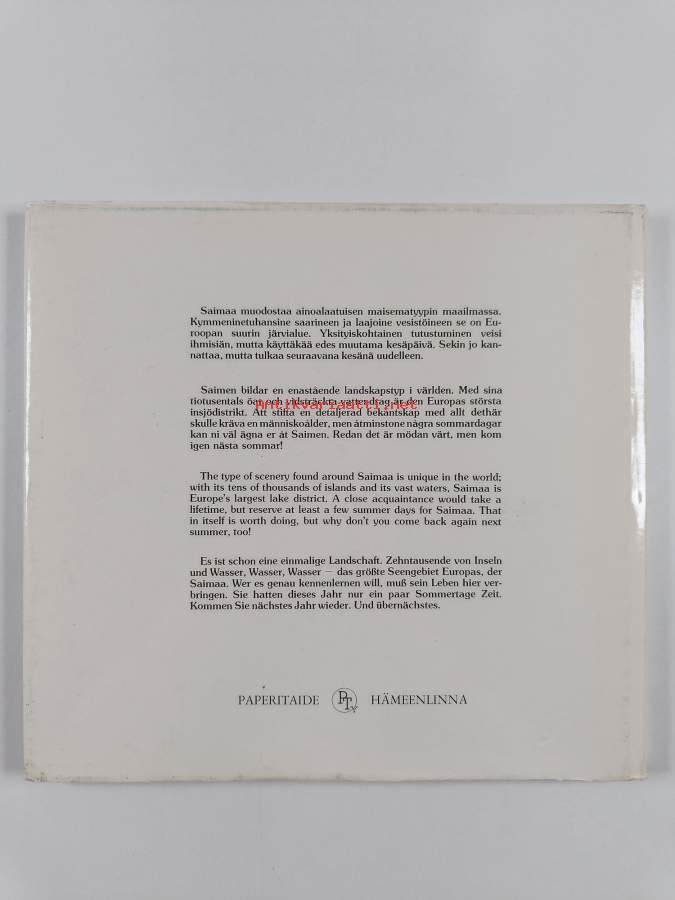 Saimaa muodostaa ainoalaatuisen maisematyypin maailmassa.
Kymmeninetuhansine saarineen ja laajoine vesistöineen se on Eu-
roopan suurin järvialue. Yksityiskohtainen tutustuminen veisi
ihmisiän, mutta käyttäkää edes muutama kesäpäivä. Sekin jo kan-
nattaa, mutta tulkaa seuraavana kesänä uudelleen.
Saimen bildar en enastående landskapstyp i världen. Med sina
tiotusentals öar och vidsträckta vattendrag är den Europas största
Antikvariaatti.net
insjödistrikt. Att stifta en detaljerad bekantskap med allt dethär
skulle kräva en människoålder, men åtminstone några sommardagar
kan ni väl ägna er åt Saimen. Redan det är mödan värt, men kom
igen nästa sommar!
The type of scenery found around Saimaa is unique in the world;
with its tens of thousands of islands and its vast waters, Saimaa is
Europe's largest lake district. A close acquaintance would take a
lifetime, but reserve at least a few summer days for Saimaa. That
in itself is worth doing, but why don't you come back again next
summer, too!
Es ist schon eine einmalige Landschaft. Zehntausende von Inseln
und Wasser, Wasser, Wasser — das größte Seengebiet Europas, der
Saimaa. Wer es genau kennenlernen will, muß sein Leben hier ver-
bringen. Sie hatten dieses Jahr nur ein paar Sommertage Zeit.
Kommen Sie nächstes Jahr wieder. Und übernächstes.
PAPERITAIDE PT HÄMEENLINNA